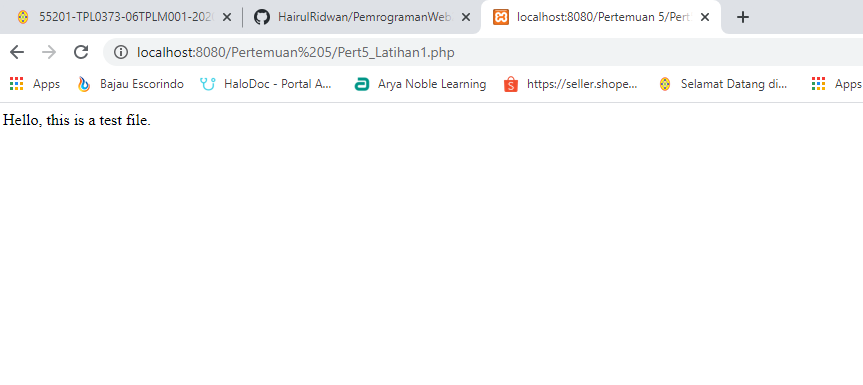 55201-TPL0373-06TPLM001-202
HairulRidwan/PemrogramanWeb
localhost:8080/Pertemuan 5/Pert
localhost:8080/Pertemuan%205/Pert5_Latihan1.php
Apps
Bajau Escorindo
HaloDoc - Portal A...
Arya Noble Learning
https://seller.shope...
Selamat Datang di...
Apps
Hello, this is a test file.